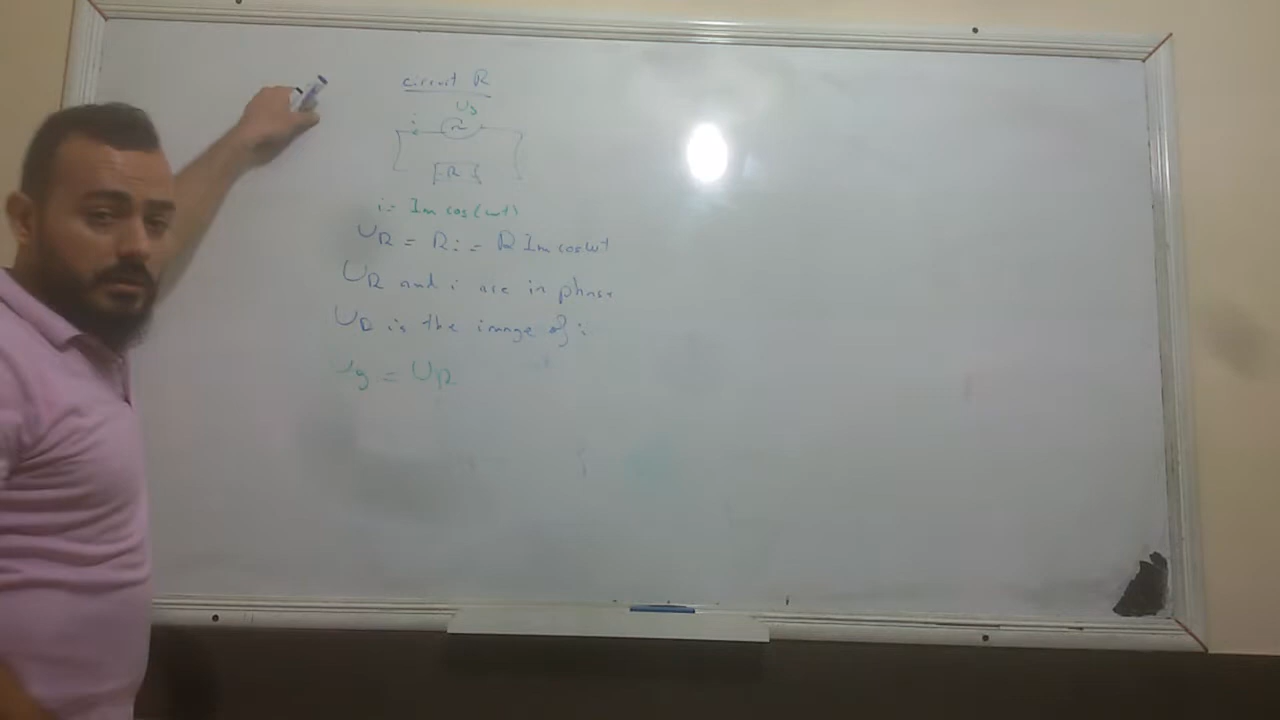 circuit R
Ug
i
R
i = Im cos(ωt)
UR = Ri = R Im cos ωt
UR and i are in phase
UR is the image of i
Ug = UR